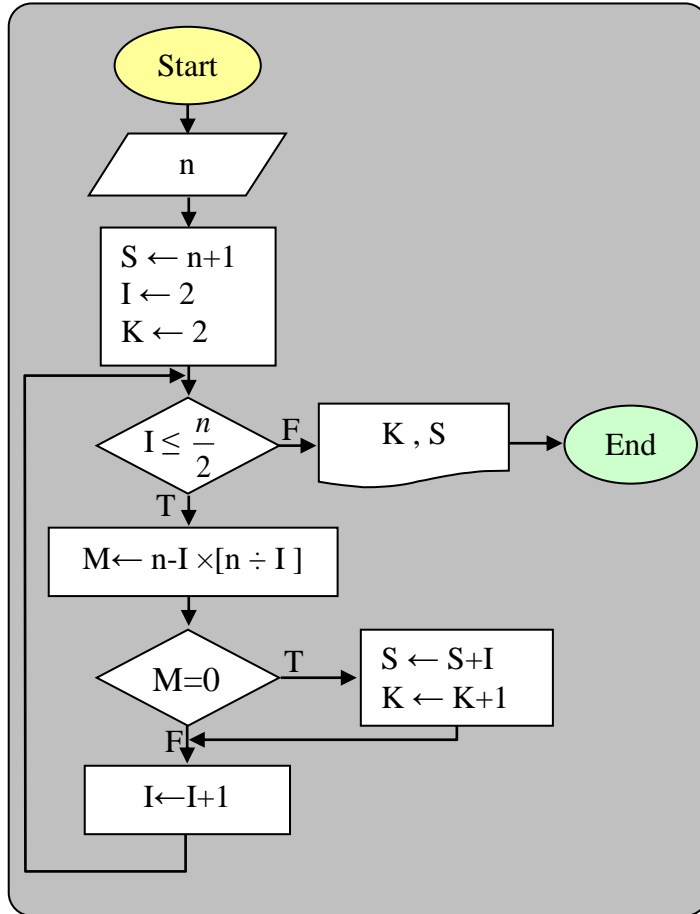 Start
n
S ← n+1
I ← 2
K ← 2
I ≤ n/2
F
K , S
End
T
M← n-I ×[n ÷ I ]
M=0
T
S ← S+I
K ← K+1
F
I←I+1